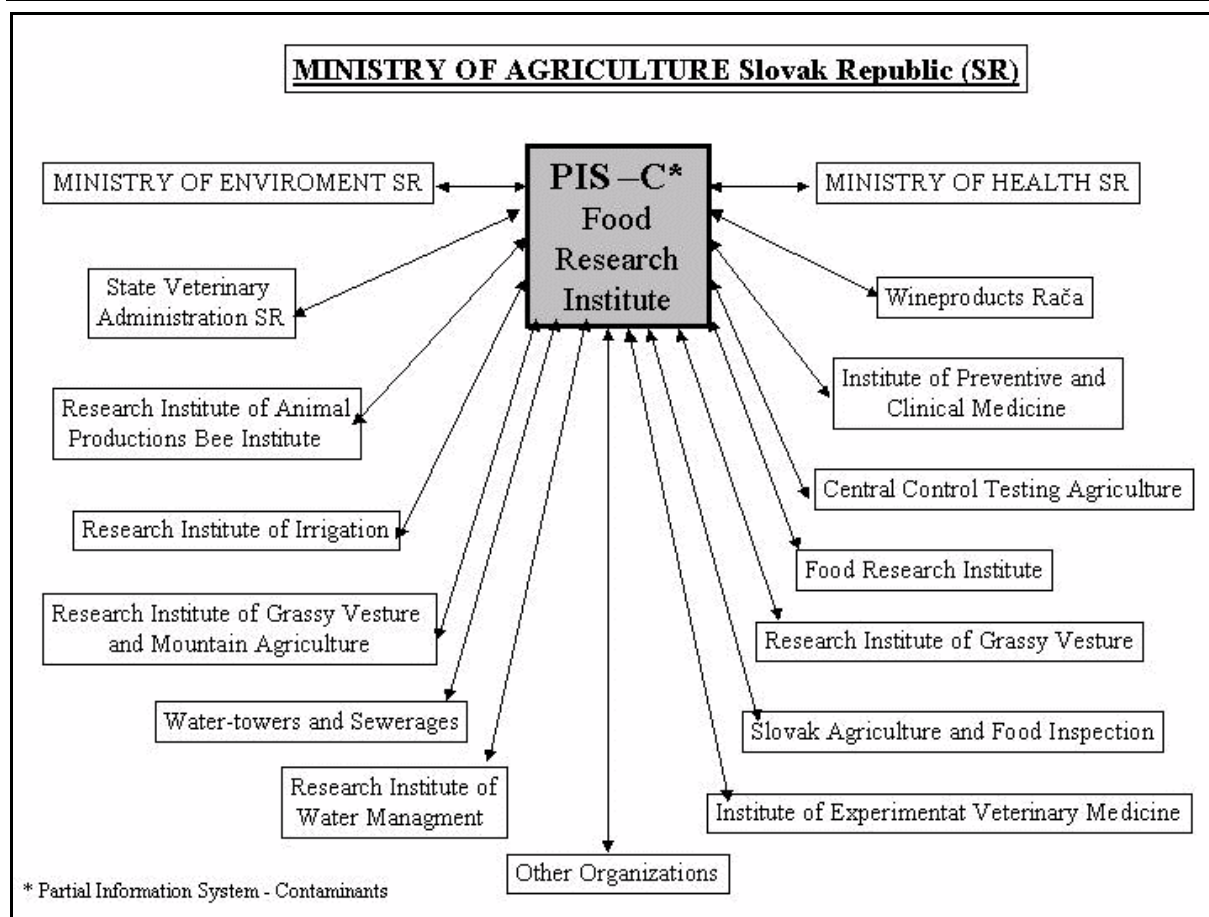 MINISTRY OF AGRICULTURE Slovak Republic (SR)
PIS –C*
Food
Research
Institute
MINISTRY OF ENVIROMENT SR
MINISTRY OF HEALTH SR
State Veterinary
Administration SR
Wineproducts Rača
Research Institute of Animal
Productions Bee Institute
Institute of Preventive and
Clinical Medicine
Research Institute of Irrigation
Central Control Testing Agriculture
Food Research Institute
Research Institute of Grassy Vesture
and Mountain Agriculture
Research Institute of Grassy Vesture
Water-towers and Sewerages
Slovak Agriculture and Food Inspection
Research Institute of
Water Managment
Institute of Experimentat Veterinary Medicine
Other Organizations
* Partial Information System - Contaminants